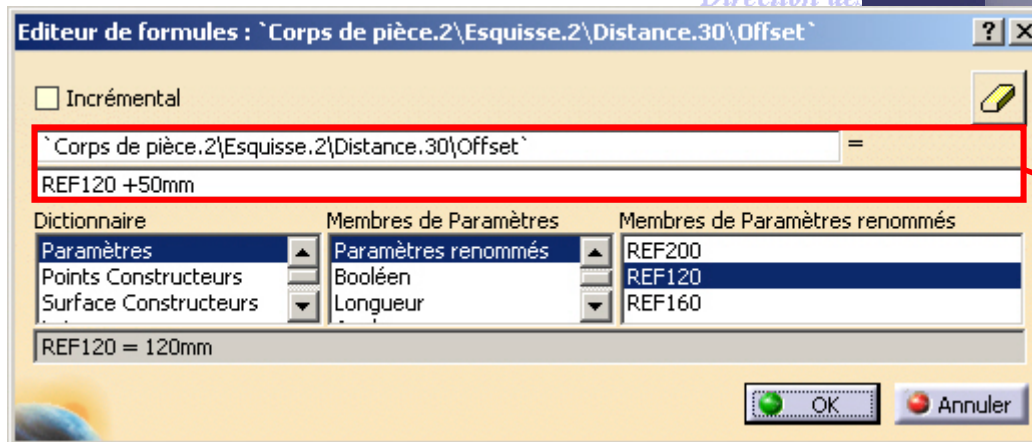 Direction des
Editeur de formules : `Corps de pièce.2\Esquisse.2\Distance.30\Offset`
Incrémental
`Corps de pièce.2\Esquisse.2\Distance.30\Offset` =
REF120 +50mm
Dictionnaire Membres de Paramètres Membres de Paramètres renommés
Paramètres Paramètres renommés REF200
Points Constructeurs Booléen REF120
Surface Constructeurs Longueur REF160
REF120 = 120mm
OK Annuler